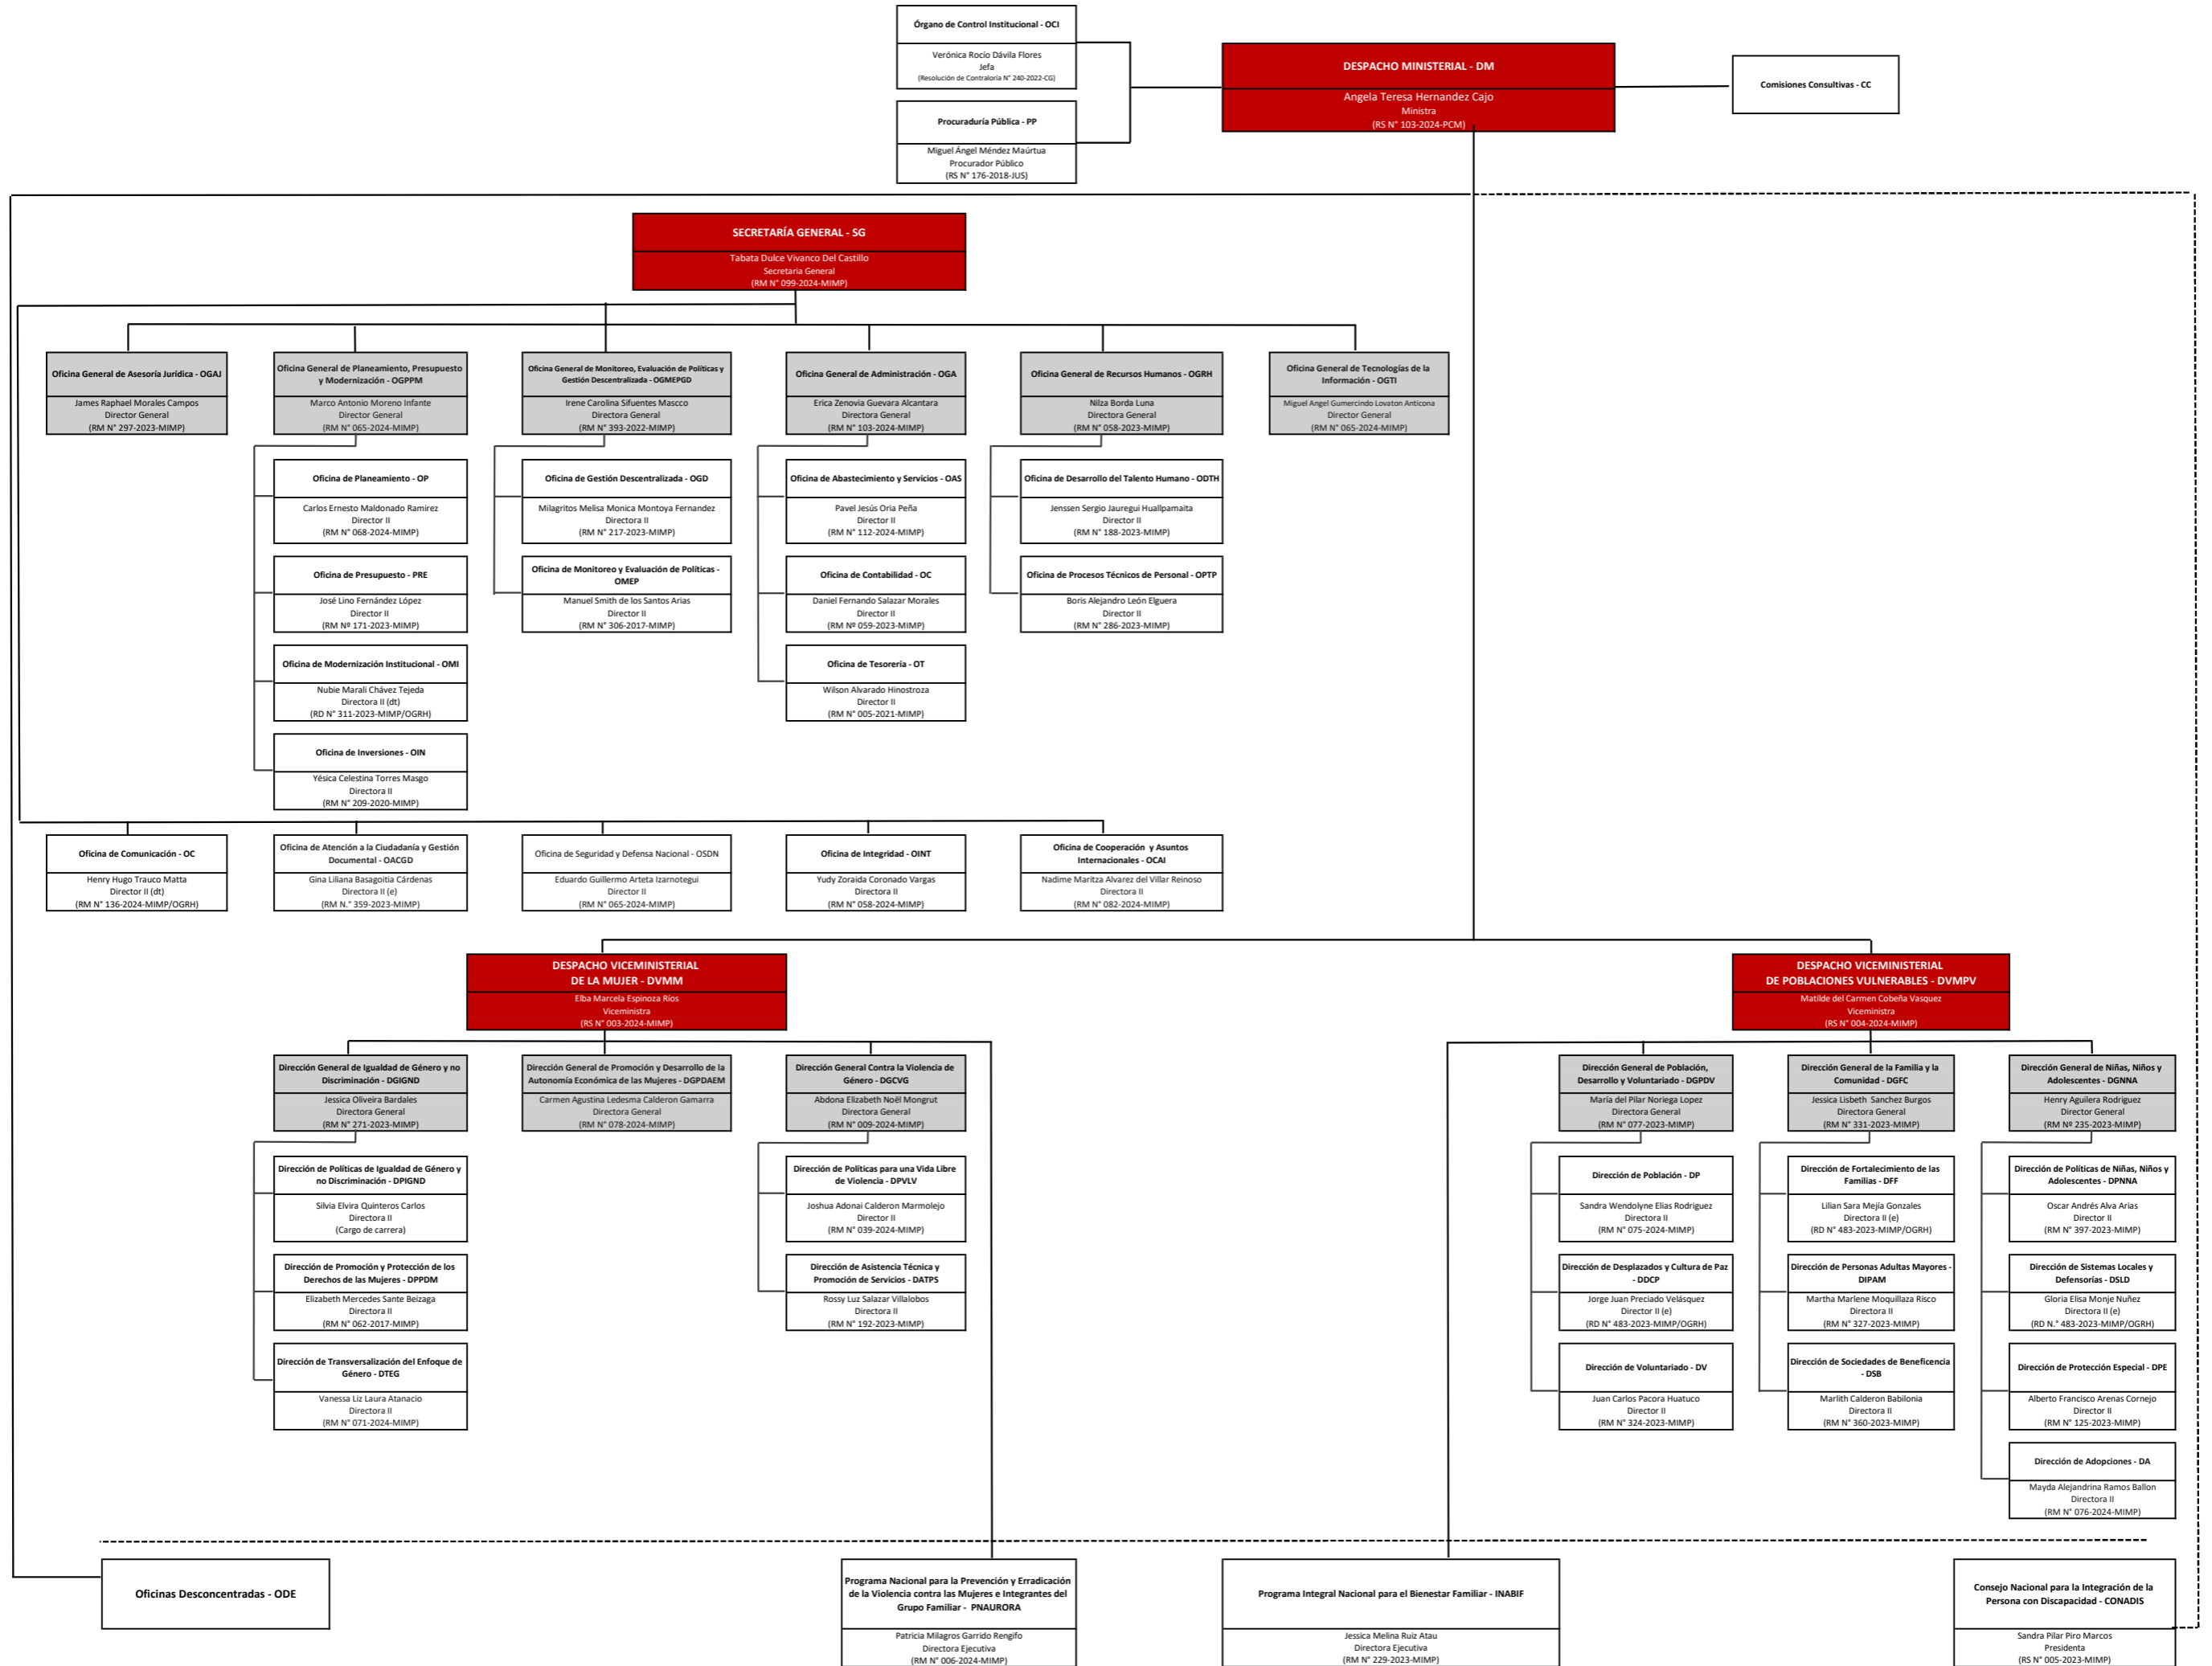 Órgano de Control Institucional - OCI
Verónica Rocío Dávila Flores
Jefa
(Resolución de Contraloría N° 240-2022-CG)
Procuraduría Pública - PP
Miguel Ángel Méndez Maúrtua
Procurador Público
(RS N° 176-2018-JUS)
DESPACHO MINISTERIAL - DM
Angela Teresa Hernandez Cajo
Ministra
(RS N° 103-2024-PCM)
Comisiones Consultivas - CC
SECRETARÍA GENERAL - SG
Tabata Dulce Vivanco Del Castillo
Secretaria General
(RM N° 099-2024-MIMP)
Oficina General de Asesoría Jurídica - OGAJ
James Raphael Morales Campos
Director General
(RM N° 297-2023-MIMP)
Oficina General de Planeamiento, Presupuesto
y Modernización - OGPPM
Marco Antonio Moreno Infante
Director General
(RM N° 065-2024-MIMP)
Oficina General de Monitoreo, Evaluación de Políticas y
Gestión Descentralizada - OGMEPGD
Irene Carolina Sifuentes Mascco
Directora General
(RM N° 393-2022-MIMP)
Oficina General de Administración - OGA
Erica Zenovia Guevara Alcantara
Directora General
(RM N° 103-2024-MIMP)
Oficina General de Recursos Humanos - OGRH
Nilza Borda Luna
Directora General
(RM N° 058-2023-MIMP)
Oficina General de Tecnologías de la
Información - OGTI
Miguel Angel Gumercindo Lovaton Anticona
Director General
(RM N° 065-2024-MIMP)
Oficina de Planeamiento - OP
Carlos Ernesto Maldonado Ramirez
Director II
(RM N° 068-2024-MIMP)
Oficina de Presupuesto - PRE
José Lino Fernández López
Director II
(RM Nº 171-2023-MIMP)
Oficina de Modernización Institucional - OMI
Nubie Marali Chávez Tejeda
Directora II (dt)
(RD N° 311-2023-MIMP/OGRH)
Oficina de Inversiones - OIN
Yésica Celestina Torres Masgo
Directora II
(RM N° 209-2020-MIMP)
Oficina de Gestión Descentralizada - OGD
Milagritos Melisa Monica Montoya Fernandez
Directora II
(RM N° 217-2023-MIMP)
Oficina de Monitoreo y Evaluación de Políticas -
OMEP
Manuel Smith de los Santos Arias
Director II
(RM N° 306-2017-MIMP)
Oficina de Abastecimiento y Servicios - OAS
Pavel Jesús Oria Peña
Director II
(RM N° 112-2024-MIMP)
Oficina de Contabilidad - OC
Daniel Fernando Salazar Morales
Director II
(RM Nº 059-2023-MIMP)
Oficina de Tesorería - OT
Wilson Alvarado Hinostroza
Director II
(RM N° 005-2021-MIMP)
Oficina de Desarrollo del Talento Humano - ODTH
Jenssen Sergio Jauregui Huallpamaita
Director II
(RM N° 188-2023-MIMP)
Oficina de Procesos Técnicos de Personal - OPTP
Boris Alejandro León Elguera
Director II
(RM N° 286-2023-MIMP)
Oficina de Comunicación - OC
Henry Hugo Trauco Matta
Director II (dt)
(RM N° 136-2024-MIMP/OGRH)
Oficina de Atención a la Ciudadanía y Gestión
Documental - OACGD
Gina Liliana Basagoitia Cárdenas
Directora II (e)
(RM N.° 359-2023-MIMP)
Oficina de Seguridad y Defensa Nacional - OSDN
Eduardo Guillermo Arteta Izarnotegui
Director II
(RM N° 065-2024-MIMP)
Oficina de Integridad - OINT
Yudy Zoraida Coronado Vargas
Directora II
(RM N° 058-2024-MIMP)
Oficina de Cooperación y Asuntos
Internacionales - OCAI
Nadime Maritza Alvarez del Villar Reinoso
Directora II
(RM N° 082-2024-MIMP)
DESPACHO VICEMINISTERIAL
DE LA MUJER - DVMM
Elba Marcela Espinoza Ríos
Viceministra
(RS N° 003-2024-MIMP)
DESPACHO VICEMINISTERIAL
DE POBLACIONES VULNERABLES - DVMPV
Matilde del Carmen Cobeña Vasquez
Viceministra
(RS N° 004-2024-MIMP)
Dirección General de Igualdad de Género y no
Discriminación - DGIGND
Jessica Oliveira Bardales
Directora General
(RM N° 271-2023-MIMP)
Dirección General de Promoción y Desarrollo de la
Autonomía Económica de las Mujeres - DGPDAEM
Carmen Agustina Ledesma Calderon Gamarra
Directora General
(RM N° 078-2024-MIMP)
Dirección General Contra la Violencia de
Género - DGCVG
Abdona Elizabeth Noël Mongrut
Directora General
(RM N° 009-2024-MIMP)
Dirección General de Población,
Desarrollo y Voluntariado - DGPDV
María del Pilar Noriega Lopez
Directora General
(RM N° 077-2023-MIMP)
Dirección General de la Familia y la
Comunidad - DGFC
Jessica Lisbeth Sanchez Burgos
Directora General
(RM N° 331-2023-MIMP)
Dirección General de Niñas, Niños y
Adolescentes - DGNNA
Henry Aguilera Rodriguez
Director General
(RM Nº 235-2023-MIMP)
Dirección de Políticas de Igualdad de Género y
no Discriminación - DPIGND
Silvia Elvira Quinteros Carlos
Directora II
(Cargo de carrera)
Dirección de Promoción y Protección de los
Derechos de las Mujeres - DPPDM
Elizabeth Mercedes Sante Beizaga
Directora II
(RM N° 062-2017-MIMP)
Dirección de Transversalización del Enfoque de
Género - DTEG
Vanessa Liz Laura Atanacio
Directora II
(RM N° 071-2024-MIMP)
Dirección de Políticas para una Vida Libre
de Violencia - DPVLV
Joshua Adonai Calderon Marmolejo
Director II
(RM N° 039-2024-MIMP)
Dirección de Asistencia Técnica y
Promoción de Servicios - DATPS
Rossy Luz Salazar Villalobos
Directora II
(RM N° 192-2023-MIMP)
Dirección de Población - DP
Sandra Wendolyne Elias Rodriguez
Directora II
(RM N° 075-2024-MIMP)
Dirección de Desplazados y Cultura de Paz
- DDCP
Jorge Juan Preciado Velásquez
Director II (e)
(RD N° 483-2023-MIMP/OGRH)
Dirección de Voluntariado - DV
Juan Carlos Pacora Huatuco
Director II
(RM N° 324-2023-MIMP)
Dirección de Fortalecimiento de las
Familias - DFF
Lilian Sara Mejía Gonzales
Directora II (e)
(RD N° 483-2023-MIMP/OGRH)
Dirección de Personas Adultas Mayores -
DIPAM
Martha Marlene Moquillaza Risco
Directora II
(RM N° 327-2023-MIMP)
Dirección de Sociedades de Beneficencia
- DSB
Marlith Calderon Babilonia
Directora II
(RM N° 360-2023-MIMP)
Dirección de Políticas de Niñas, Niños y
Adolescentes - DPNNA
Oscar Andrés Alva Arias
Director II
(RM N° 397-2023-MIMP)
Dirección de Sistemas Locales y
Defensorías - DSLD
Gloria Elisa Monje Nuñez
Directora II (e)
(RD N.° 483-2023-MIMP/OGRH)
Dirección de Protección Especial - DPE
Alberto Francisco Arenas Cornejo
Director II
(RM N° 125-2023-MIMP)
Dirección de Adopciones - DA
Mayda Alejandrina Ramos Ballon
Directora II
(RM N° 076-2024-MIMP)
Oficinas Desconcentradas - ODE
Programa Nacional para la Prevención y Erradicación
de la Violencia contra las Mujeres e Integrantes del
Grupo Familiar - PNAURORA
Patricia Milagros Garrido Rengifo
Directora Ejecutiva
(RM N° 006-2024-MIMP)
Programa Integral Nacional para el Bienestar Familiar - INABIF
Jessica Melina Ruiz Atau
Directora Ejecutiva
(RM N° 229-2023-MIMP)
Consejo Nacional para la Integración de la
Persona con Discapacidad - CONADIS
Sandra Pilar Piro Marcos
Presidenta
(RS N° 005-2023-MIMP)